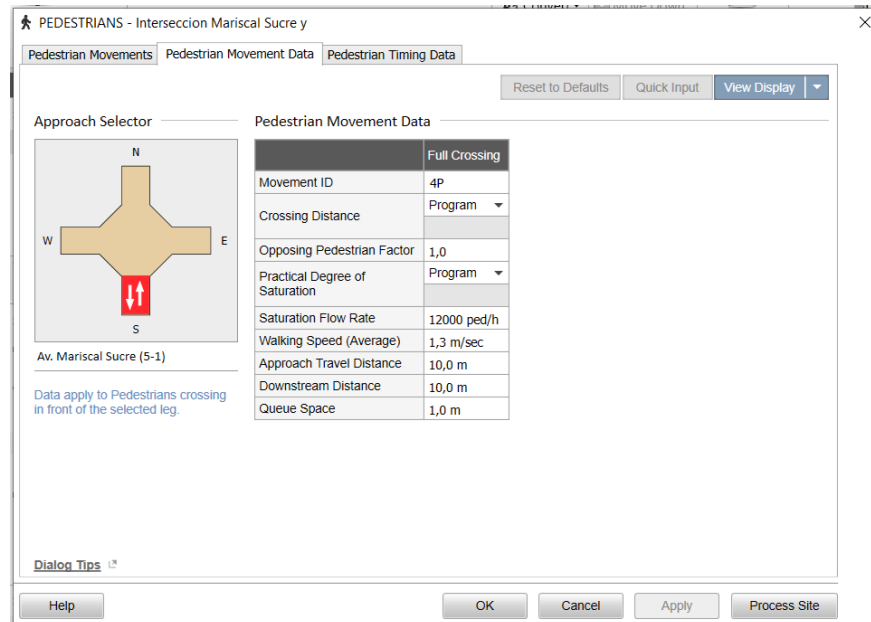 PEDESTRIANS - Interseccion Mariscal Sucre y
Pedestrian Movements Pedestrian Movement Data Pedestrian Timing Data
Reset to Defaults Quick Input View Display
Approach Selector
N
W E
S
Av. Mariscal Sucre (5-1)
Data apply to Pedestrians crossing
in front of the selected leg.
Pedestrian Movement Data
Full Crossing
Movement ID 4P
Crossing Distance Program
Opposing Pedestrian Factor 1,0
Practical Degree of
Saturation Program
Saturation Flow Rate 12000 ped/h
Walking Speed (Average) 1,3 m/sec
Approach Travel Distance 10,0 m
Downstream Distance 10,0 m
Queue Space 1,0 m
Dialog Tips
Help OK Cancel Apply Process Site